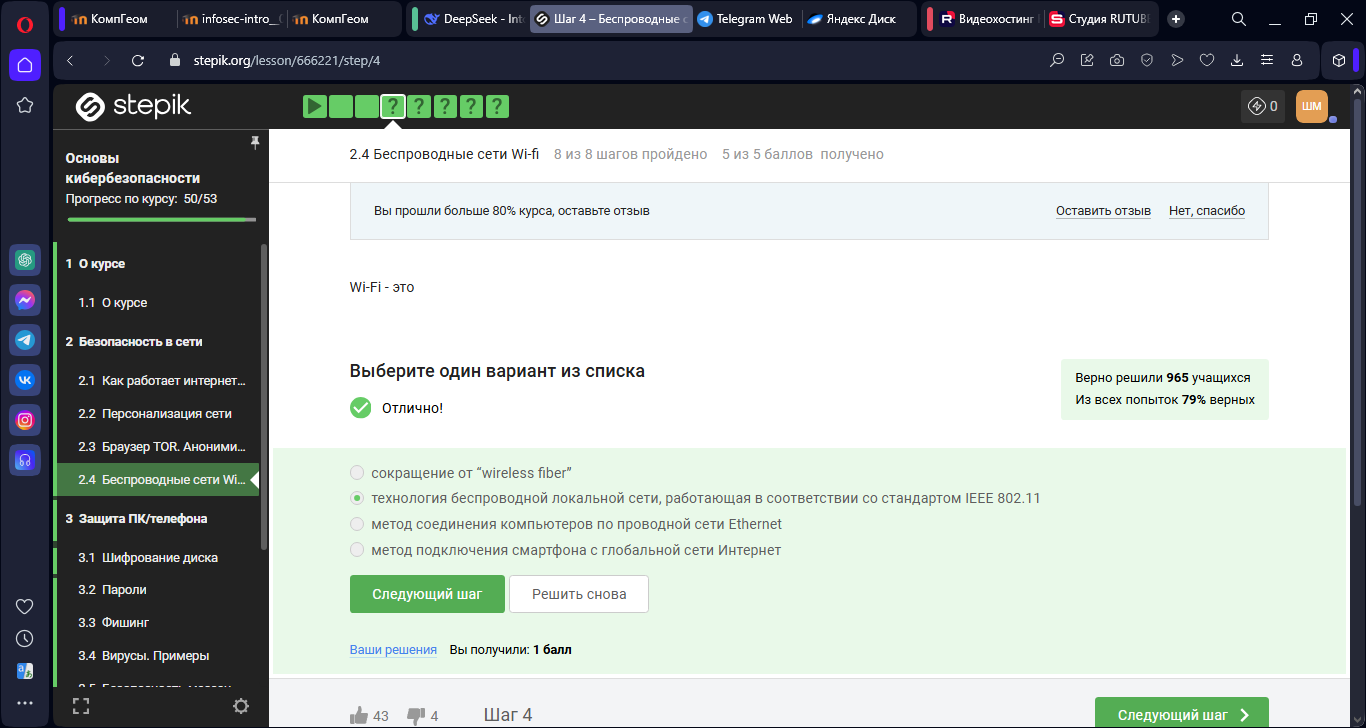 КомпГеом
infosec-intro_
КомпГеом
DeepSeek - Int
Шаг 4 – Беспроводные
Telegram Web
Яндекс Диск
Видеохостинг
Студия RUTUBE
stepik.org/lesson/666221/step/4
stepik
0
ШМ
Основы
кибербезопасности
Прогресс по курсу: 50/53
1 О курсе
1.1 О курсе
2 Безопасность в сети
2.1 Как работает интернет...
2.2 Персонализация сети
2.3 Браузер TOR. Аноними...
2.4 Беспроводные сети Wi...
3 Защита ПК/телефона
3.1 Шифрование диска
3.2 Пароли
3.3 Фишинг
3.4 Вирусы. Примеры
2.4 Беспроводные сети Wi-fi 8 из 8 шагов пройдено 5 из 5 баллов получено
Вы прошли больше 80% курса, оставьте отзыв
Оставить отзыв
Нет, спасибо
Wi-Fi - это
Выберите один вариант из списка
Отлично!
Верно решили 965 учащихся
Из всех попыток 79% верных
сокращение от “wireless fiber”
технология беспроводной локальной сети, работающая в соответствии со стандартом IEEE 802.11
метод соединения компьютеров по проводной сети Ethernet
метод подключения смартфона с глобальной сети Интернет
Следующий шаг
Решить снова
Ваши решения Вы получили: 1 балл
43
4
Шаг 4
Следующий шаг